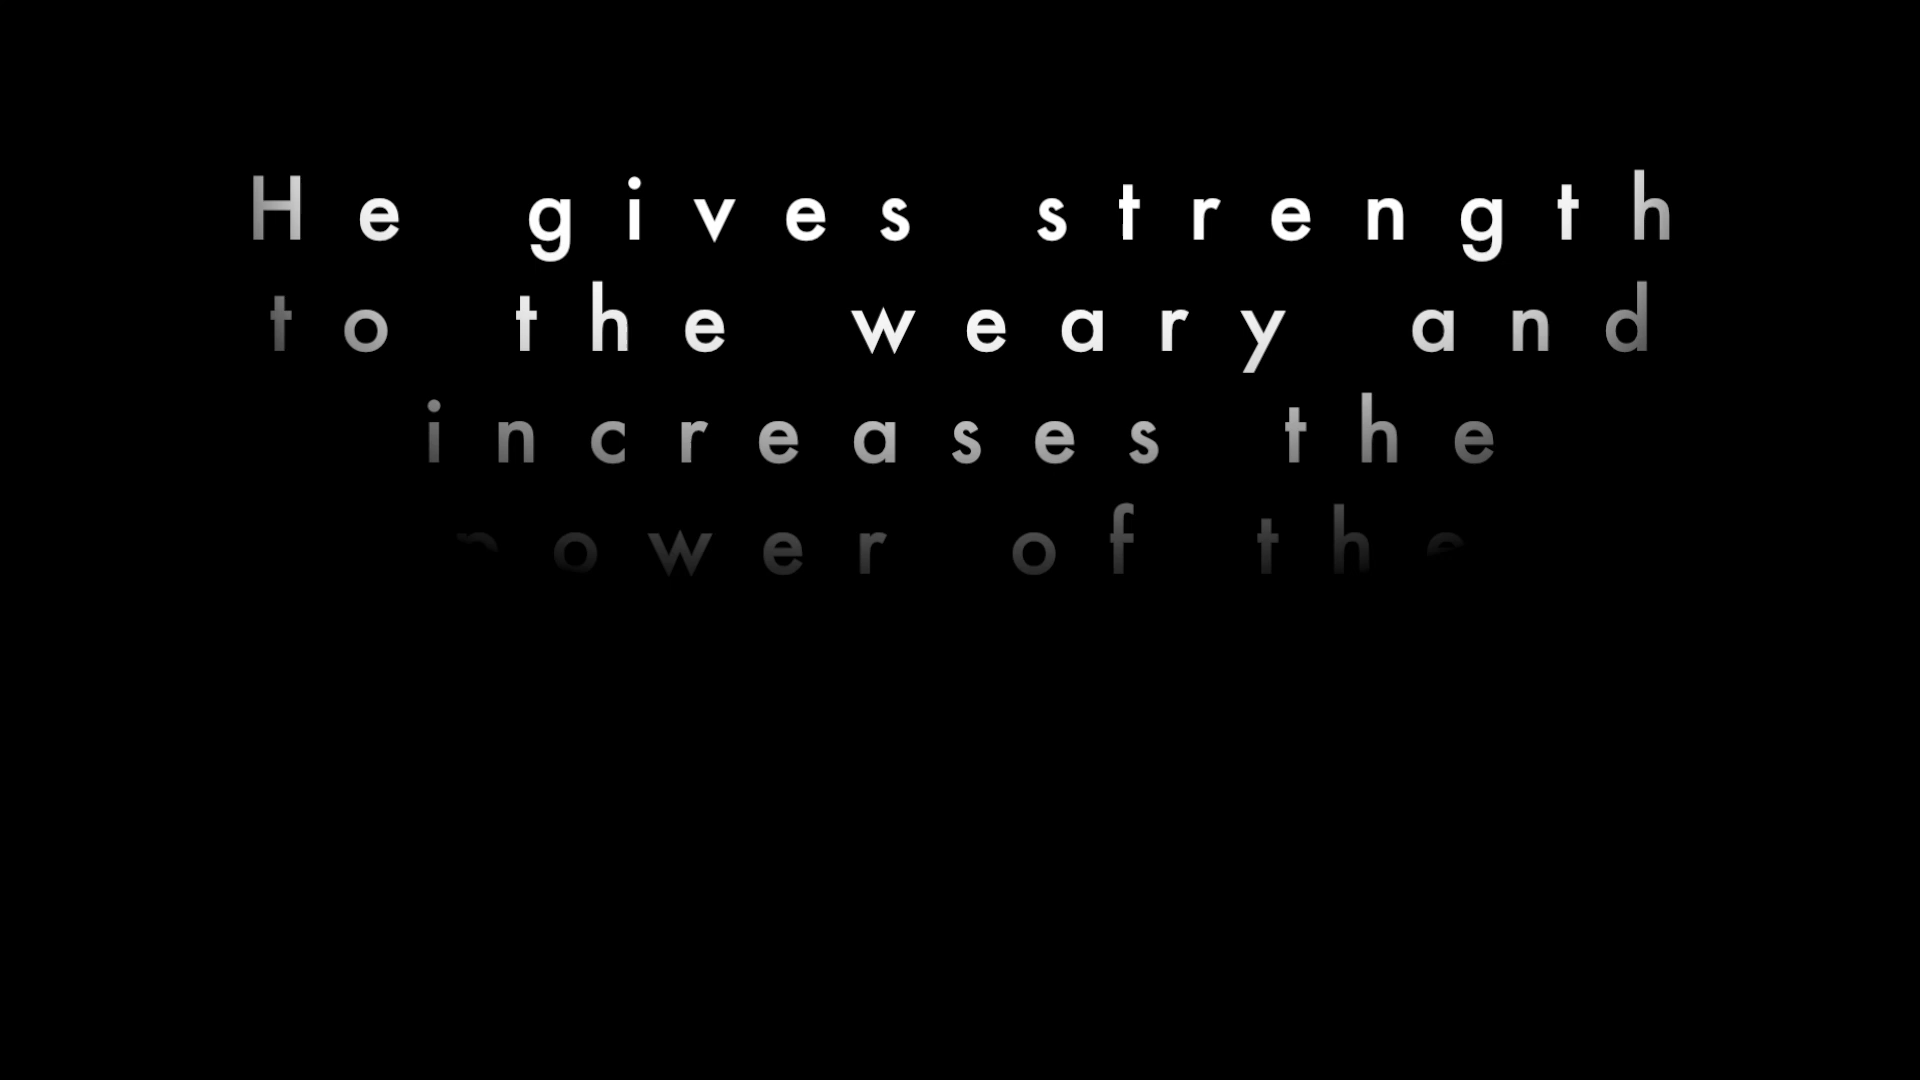 He gives strength
to the weary and
increases the
power of the